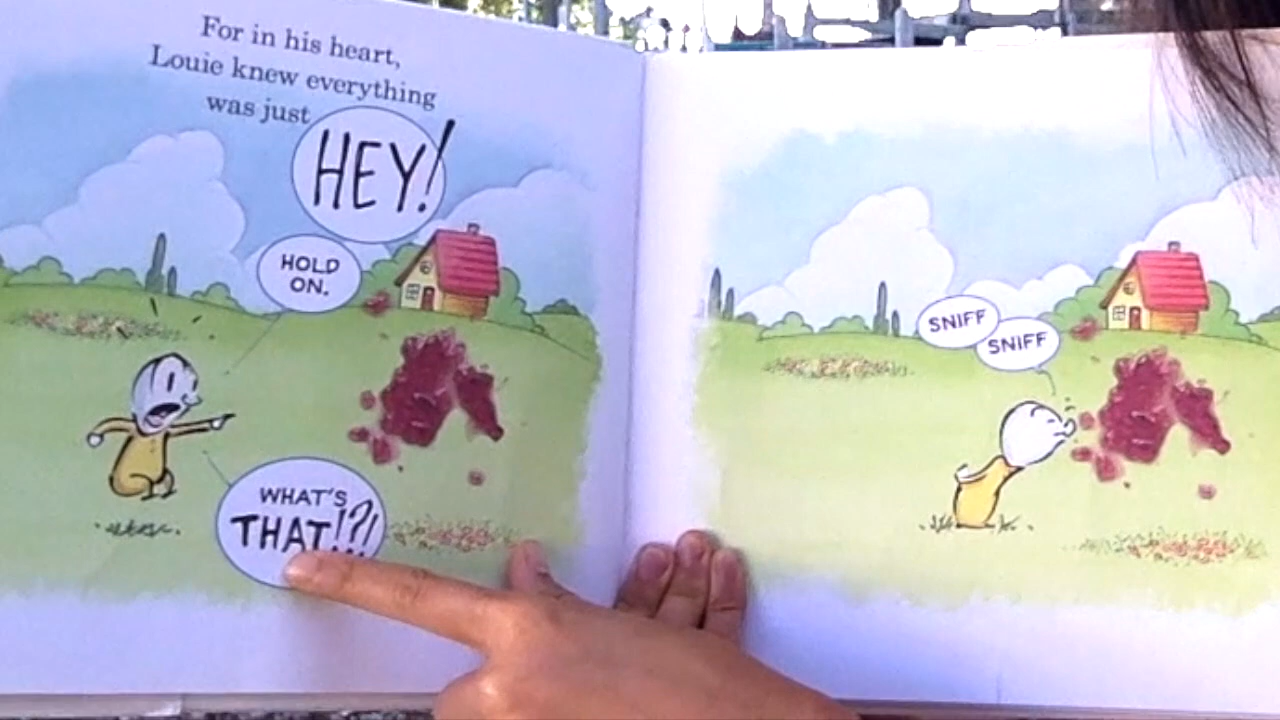 For in his heart,
Louie knew everything
was just
HEY!
HOLD
ON.
WHAT'S
THAT!?!
SNIFF
SNIFF